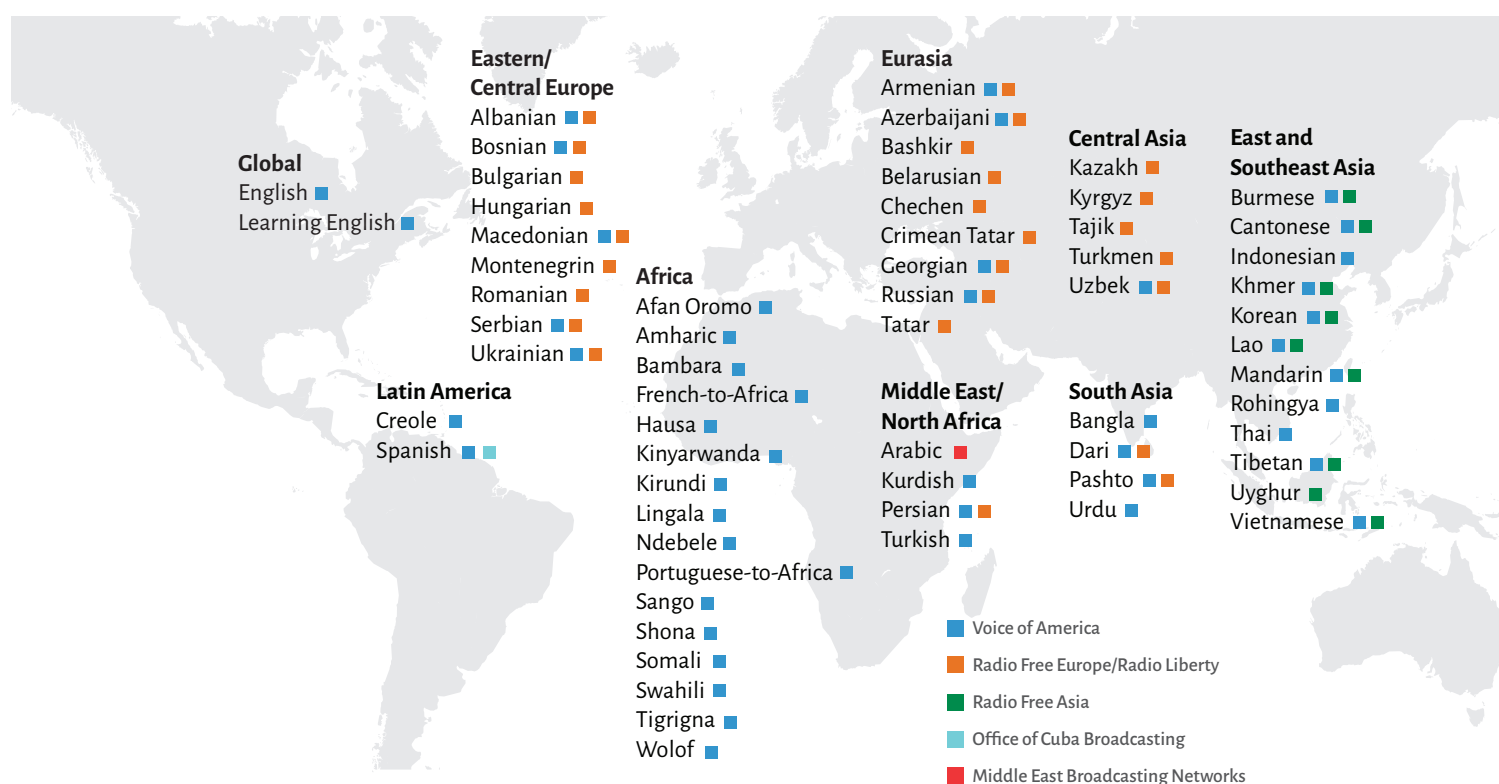 Global
English
Learning English
Eastern/
Central Europe
Albanian
Bosnian
Bulgarian
Hungarian
Macedonian
Montenegrin
Romanian
Serbian
Ukrainian
Latin America
Creole
Spanish
Africa
Afan Oromo
Amharic
Bambara
French-to-Africa
Hausa
Kinyarwanda
Kirundi
Lingala
Ndebele
Portuguese-to-Africa
Sango
Shona
Somali
Swahili
Tigrigna
Wolof
Eurasia
Armenian
Azerbaijani
Bashkir
Belarusian
Chechen
Crimean Tatar
Georgian
Russian
Tatar
Middle East/
North Africa
Arabic
Kurdish
Persian
Turkish
Central Asia
Kazakh
Kyrgyz
Tajik
Turkmen
Uzbek
South Asia
Bangla
Dari
Pashto
Urdu
East and
Southeast Asia
Burmese
Cantonese
Indonesian
Khmer
Korean
Lao
Mandarin
Rohingya
Thai
Tibetan
Uyghur
Vietnamese
Voice of America
Radio Free Europe/Radio Liberty
Radio Free Asia
Office of Cuba Broadcasting
Middle East Broadcasting Networks